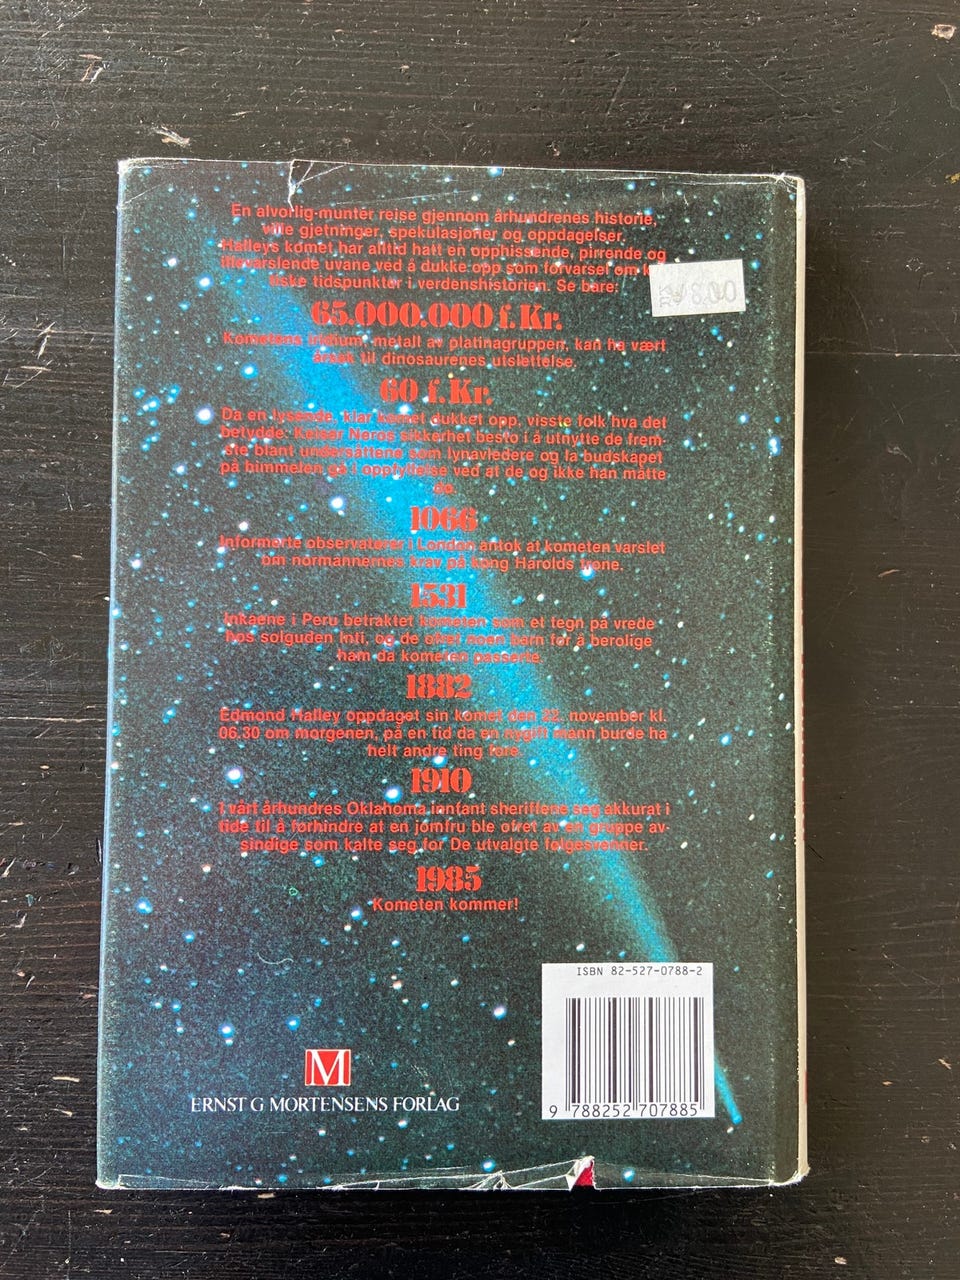 En alvorlig-munter reise gjennom århundrenes historie,
ville gjetninger, spekulasjoner og oppdagelser.
Halleys komet har alltid hatt en opphissende, pirrende og
illevarslende uvane ved å dukke opp som forvarsel om
tiske tidspunkter i verdenshistorien. Se bare:
65.000.000 f. Kr.
Kometens iridium, metall av platinagruppen, kan ha vært
årsak til dinosaurenes utslettelse.
60 f. Kr.
Da en lysende, klar komet dukket opp, visste folk hva det
betydde. Keisar Neros sikkerhet besto i å utnytte de frem-
ste blant undersåttene som lynavledere og la budskapet
på himmelen gå i oppfyllelse ved at de og ikke han måtte
dø.
1066
Informerte observatører i London antok at kometen varslet
om normannernes krav på kong Harolds trone.
1531
Inkaene i Peru betraktet kometen som et tegn på vrede
hos solguden Inti, og de ofret noen barn for å berolige
ham da kometen passerte.
1882
Edmond Halley oppdaget sin komet den 22. november kl.
06.30 om morgenen, på en tid da en nygift mann burde ha
helt andre ting fore.
1910
I vårt århundres Oklahoma innfant sheriffene seg akkurat i
tide til å forhindre at en jomfru ble ofret av en gruppe av-
sindige som kalte seg for De utvalgte følgesvenner.
1985
Kometen kommer!
ISBN 82-527-0788-2
9 788252 707885
M
ERNST G MORTENSENS FORLAG